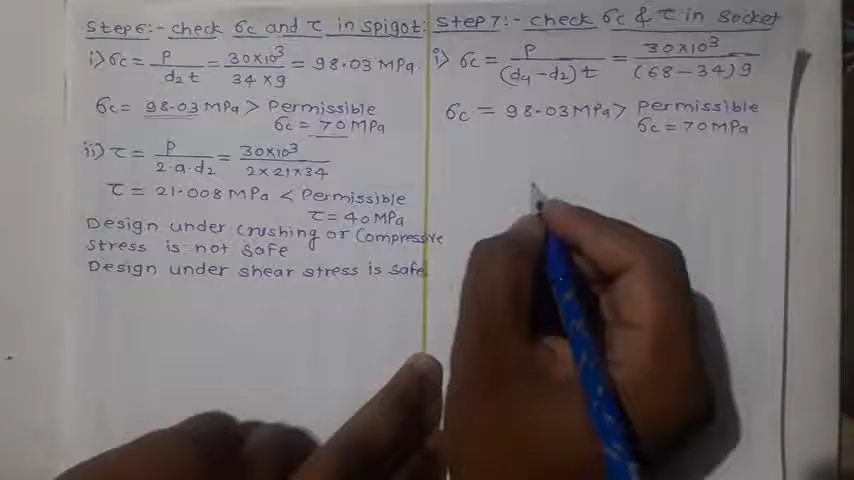 Step 6:- check σc and τ in spigot:
i) σc = P / d2 t = 30×10³ / 34 × 9 = 98.03 MPa.
σc = 98.03 MPa > Permissible
σc = 70 MPa
ii) τ = P / 2·a·d2 = 30×10³ / 2×21×34
τ = 21.008 MPa < Permissible
τ = 40 MPa
Design under crushing or Compressive
stress is not safe
Design under shear stress is safe
Step 7:- check σc & τ in Socket
i) σc = P / (d4-d2) t = 30×10³ / (68-34) 9
σc = 98.03 MPa > Permissible
σc = 70 MPa